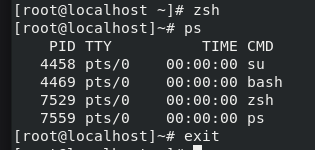 [root@localhost ~]# zsh
[root@localhost]~# ps
    PID TTY          TIME CMD
   4458 pts/0    00:00:00 su
   4469 pts/0    00:00:00 bash
   7529 pts/0    00:00:00 zsh
   7559 pts/0    00:00:00 ps
[root@localhost]~# exit